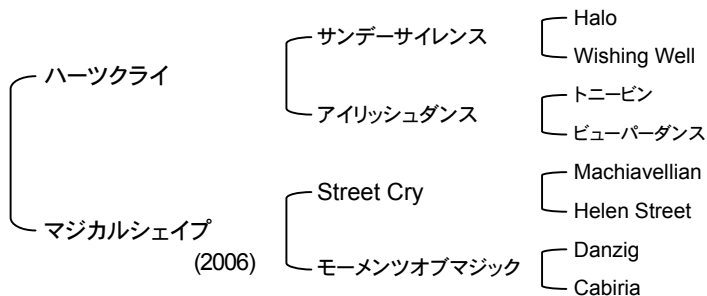 ハーツクライ
サンデーサイレンス
Halo
Wishing Well
アイリッシュダンス
トニービン
ビューパーダンス
マジカルシェイプ
(2006)
Street Cry
Machiavellian
Helen Street
モーメンツオブマジック
Danzig
Cabiria